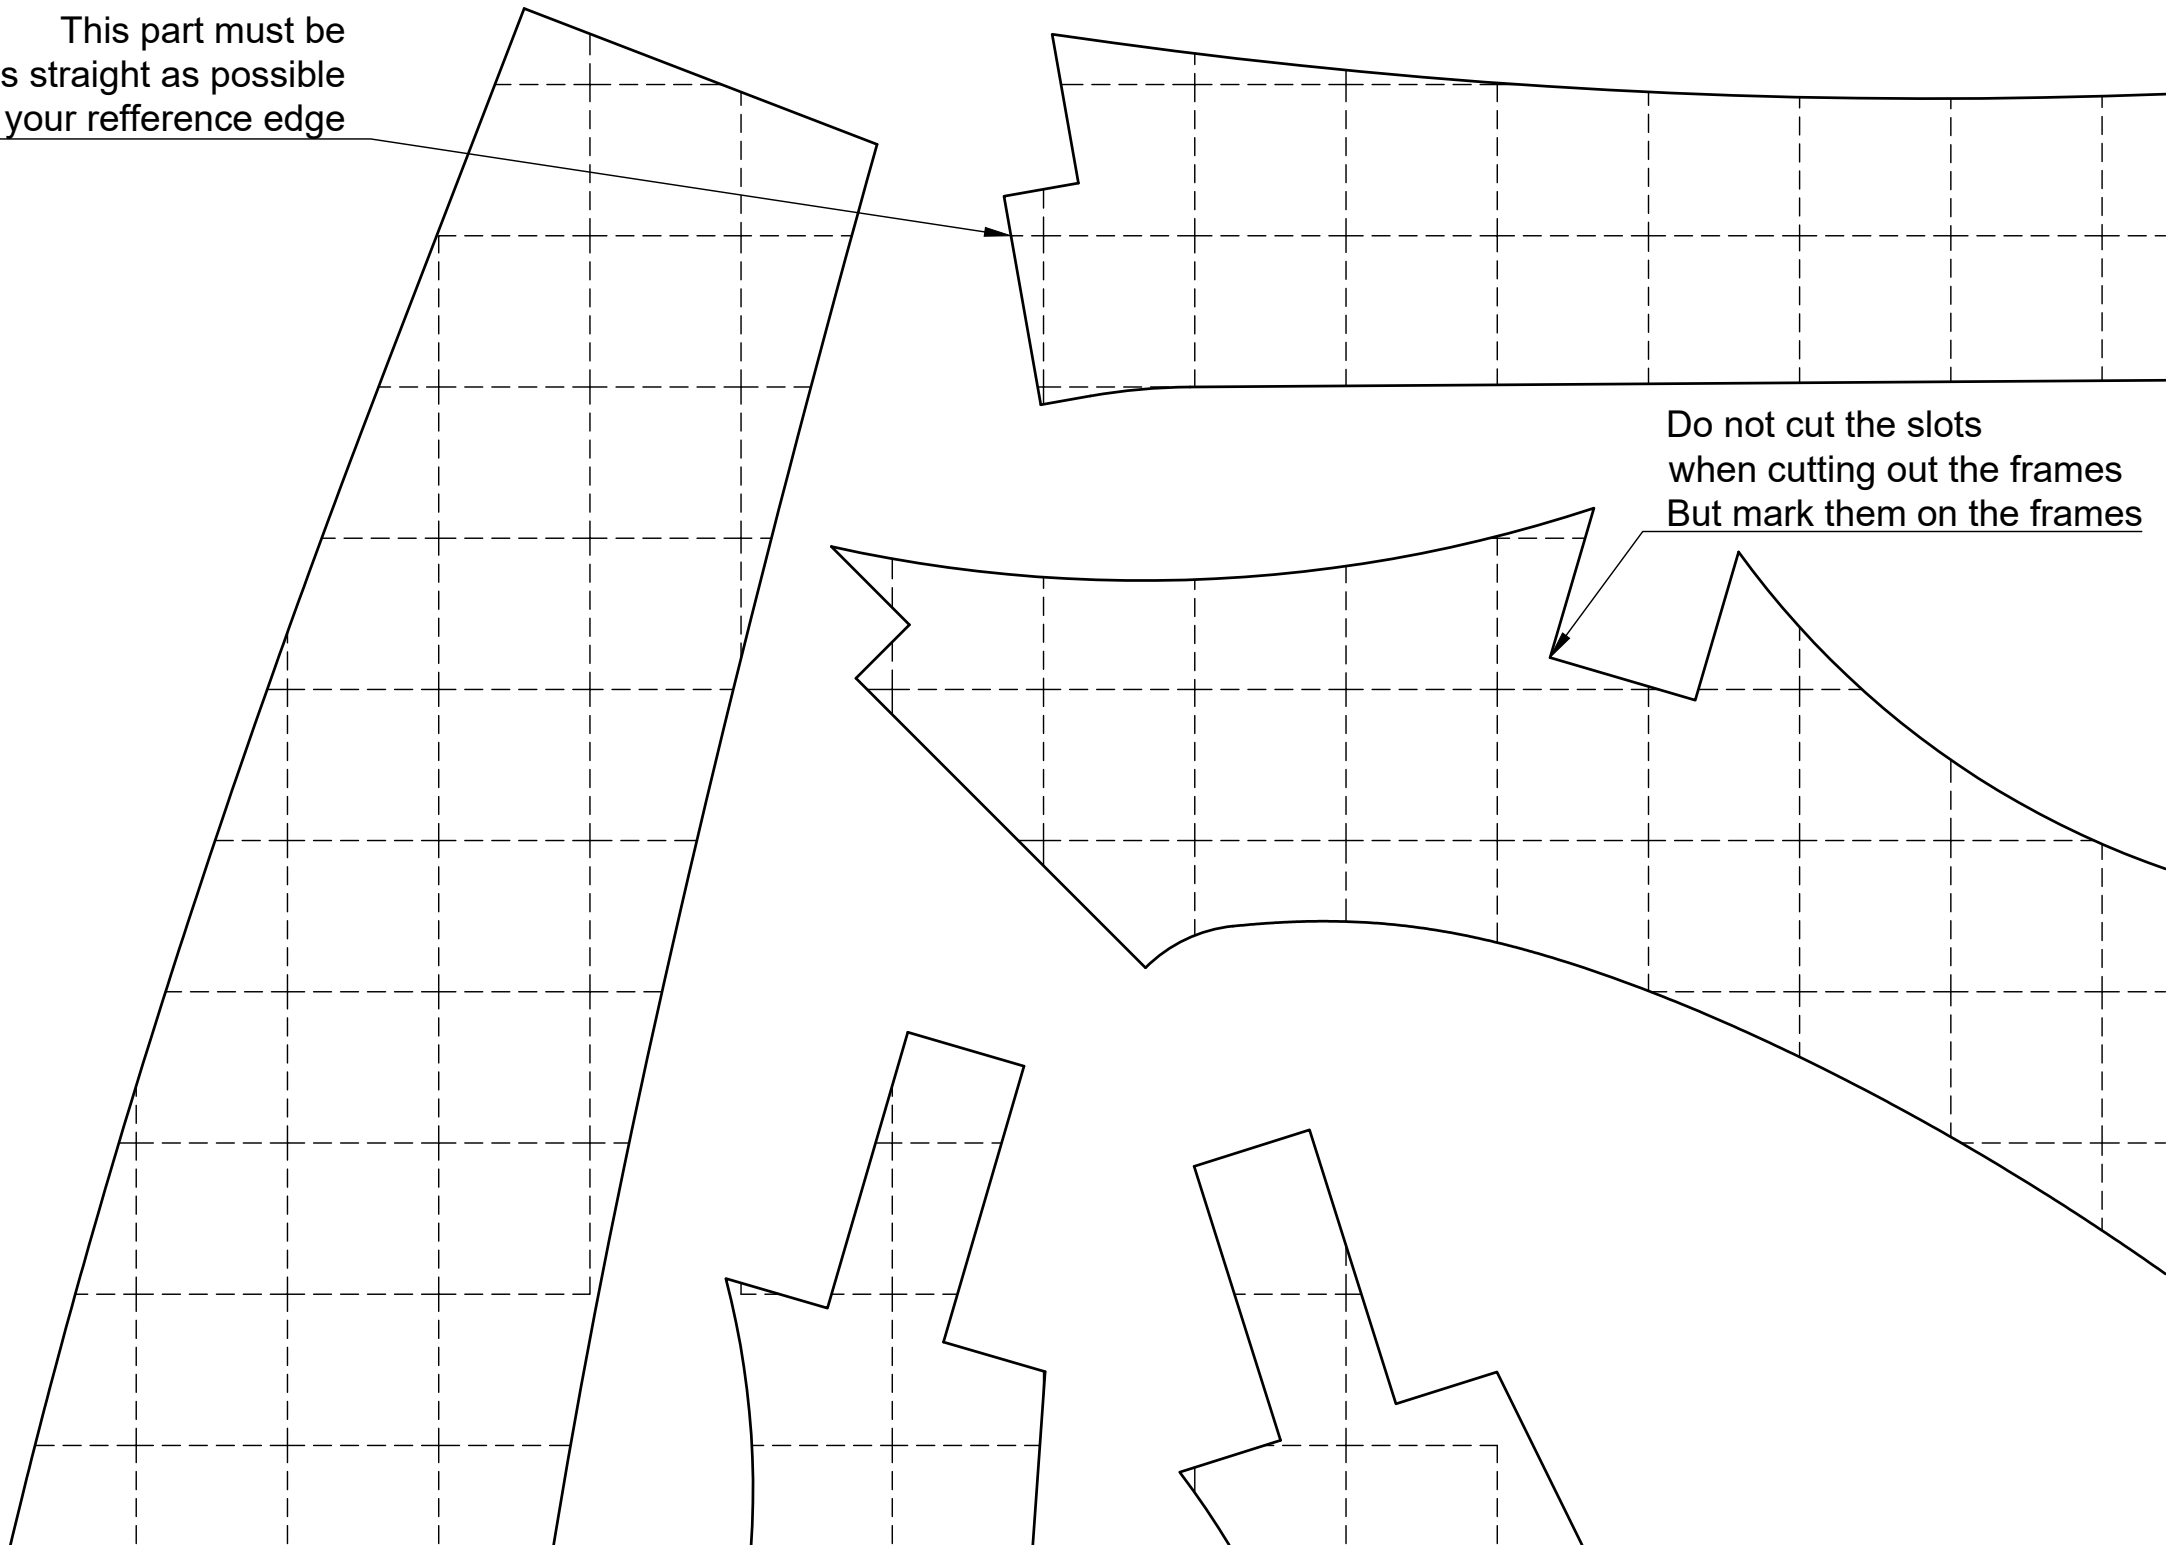 This part must be
s straight as possible
your refference edge
Do not cut the slots
when cutting out the frames
But mark them on the frames